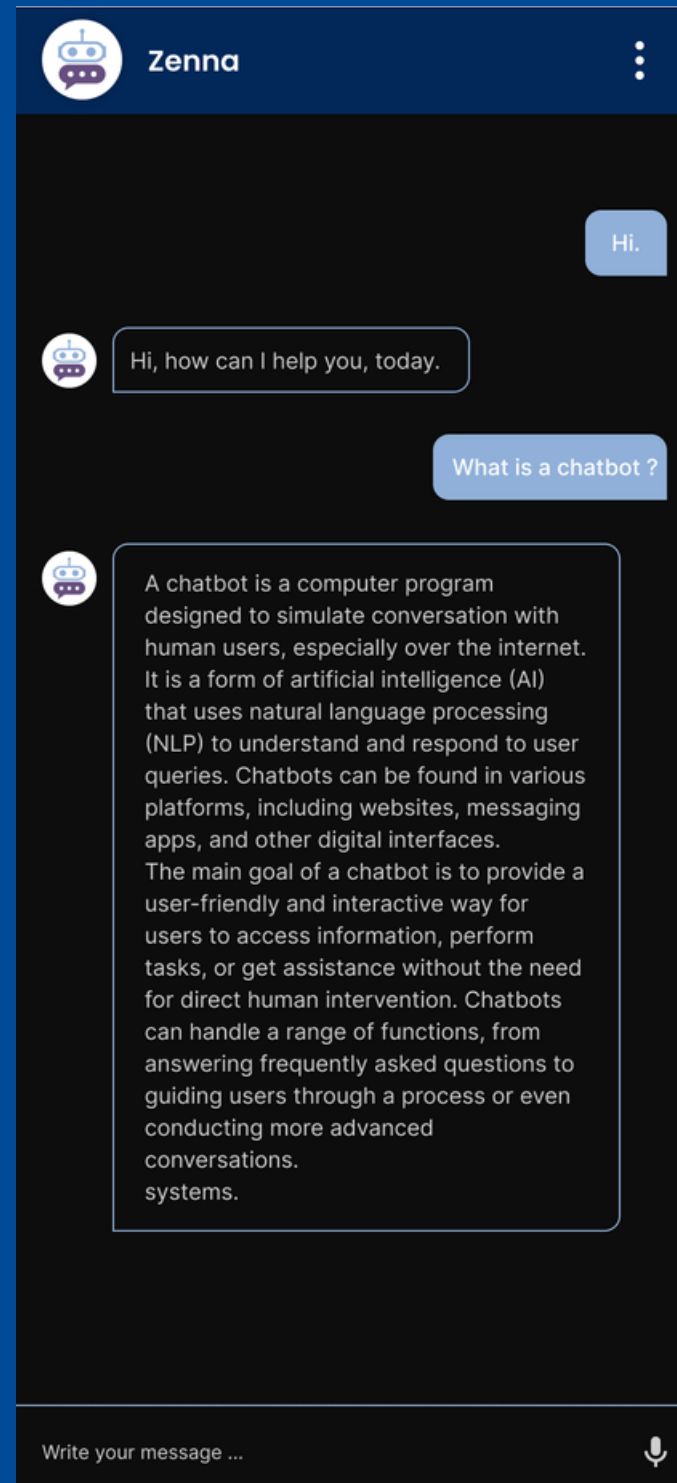 Zenna
Hi.
Hi, how can I help you, today.
What is a chatbot ?
A chatbot is a computer program
designed to simulate conversation with
human users, especially over the internet.
It is a form of artificial intelligence (AI)
that uses natural language processing
(NLP) to understand and respond to user
queries. Chatbots can be found in various
platforms, including websites, messaging
apps, and other digital interfaces.
The main goal of a chatbot is to provide a
user-friendly and interactive way for
users to access information, perform
tasks, or get assistance without the need
for direct human intervention. Chatbots
can handle a range of functions, from
answering frequently asked questions to
guiding users through a process or even
conducting more advanced
conversations.
systems.
Write your message ...